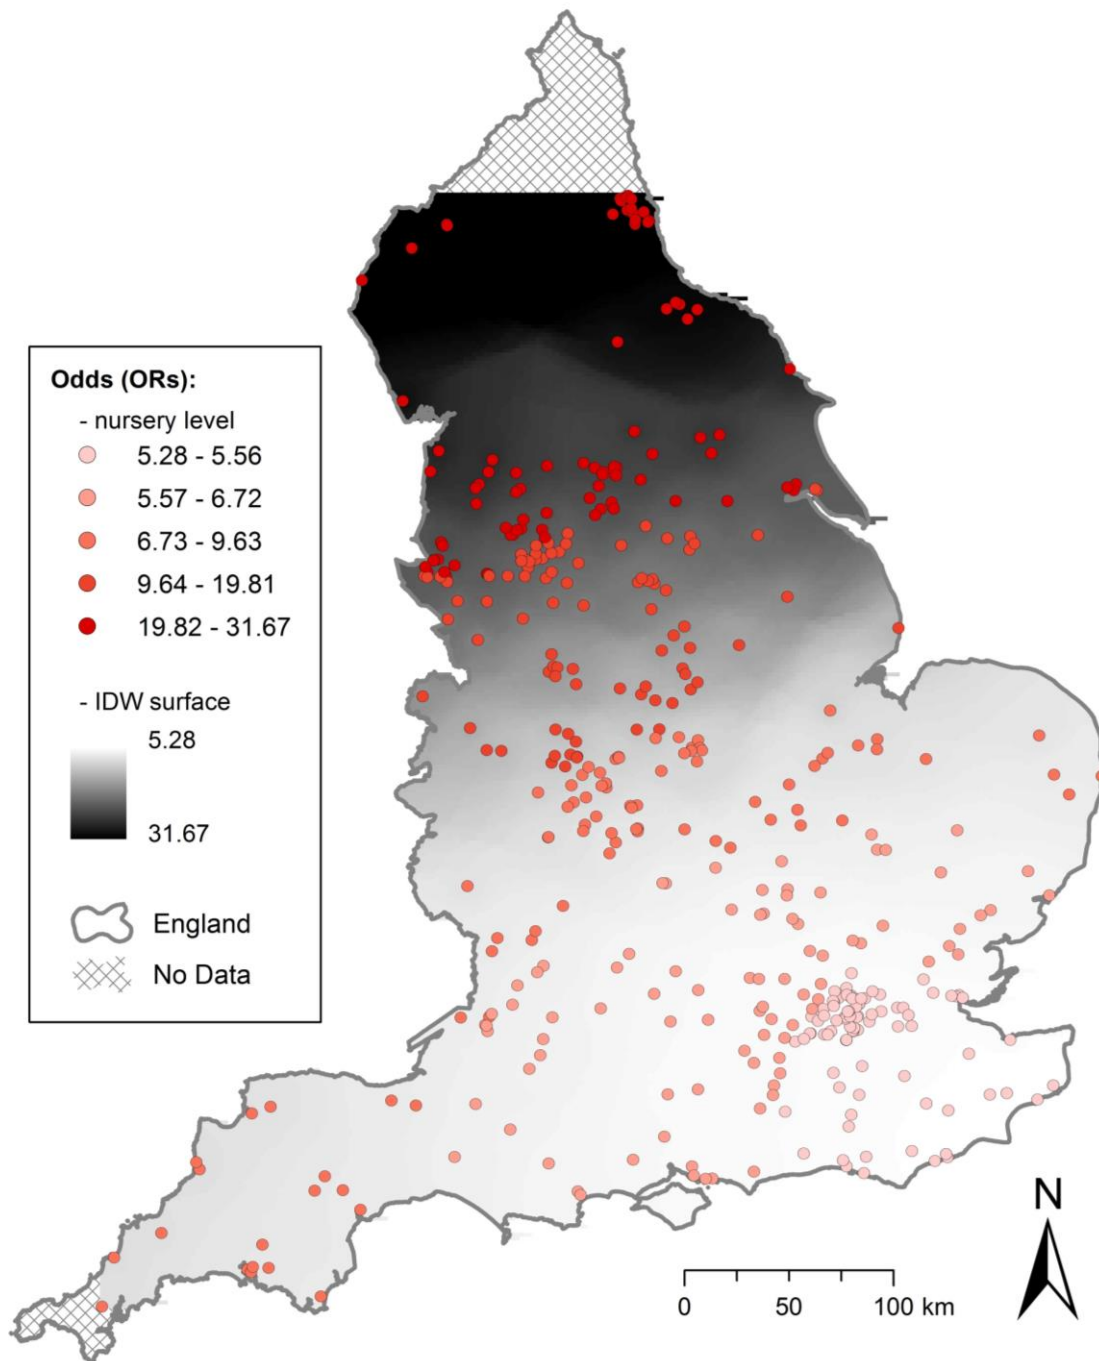 Odds (ORs):
- nursery level
5.28 - 5.56
5.57 - 6.72
6.73 - 9.63
9.64 - 19.81
19.82 - 31.67
- IDW surface
5.28
31.67
England
No Data
N
0 50 100 km